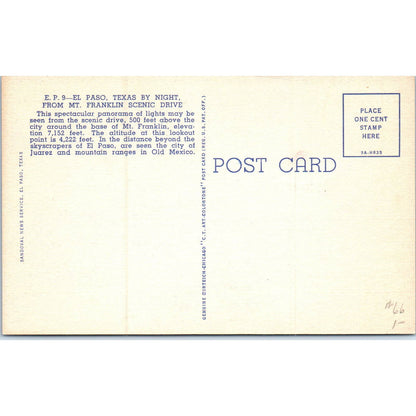 E. P. 9—EL PASO, TEXAS BY NIGHT,
FROM MT. FRANKLIN SCENIC DRIVE
This spectacular panorama of lights may be
seen from the scenic drive, 500 feet above the
city around the base of Mt. Franklin, eleva-
tion 7,152 feet. The altitude at this lookout
point is 4,222 feet. In the distance beyond the
skyscrapers of El Paso, are seen the city of
Juarez and mountain ranges in Old Mexico.
SANDOVAL NEWS SERVICE, EL PASO, TEXAS
GENUINE CURTEICH-CHICAGO "C.T. ART-COLORTONE" POST CARD (REG. U.S. PAT. OFF.)
POST CARD
PLACE
ONE CENT
STAMP
HERE
3A-H635
66
1-